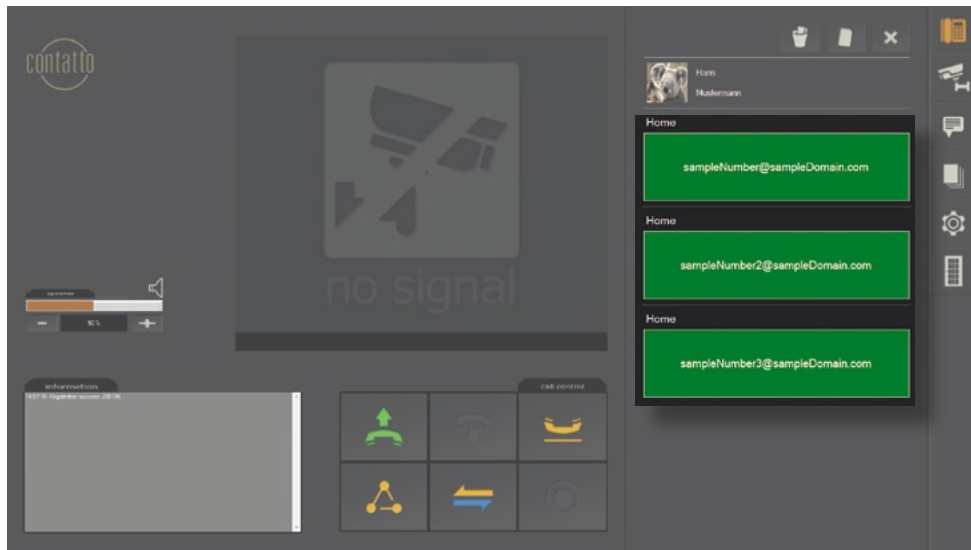 contatto
Hans
Mustermann
Home
sampleNumber@sampleDomain.com
Home
sampleNumber2@sampleDomain.com
Home
sampleNumber3@sampleDomain.com
no signal
information
call control